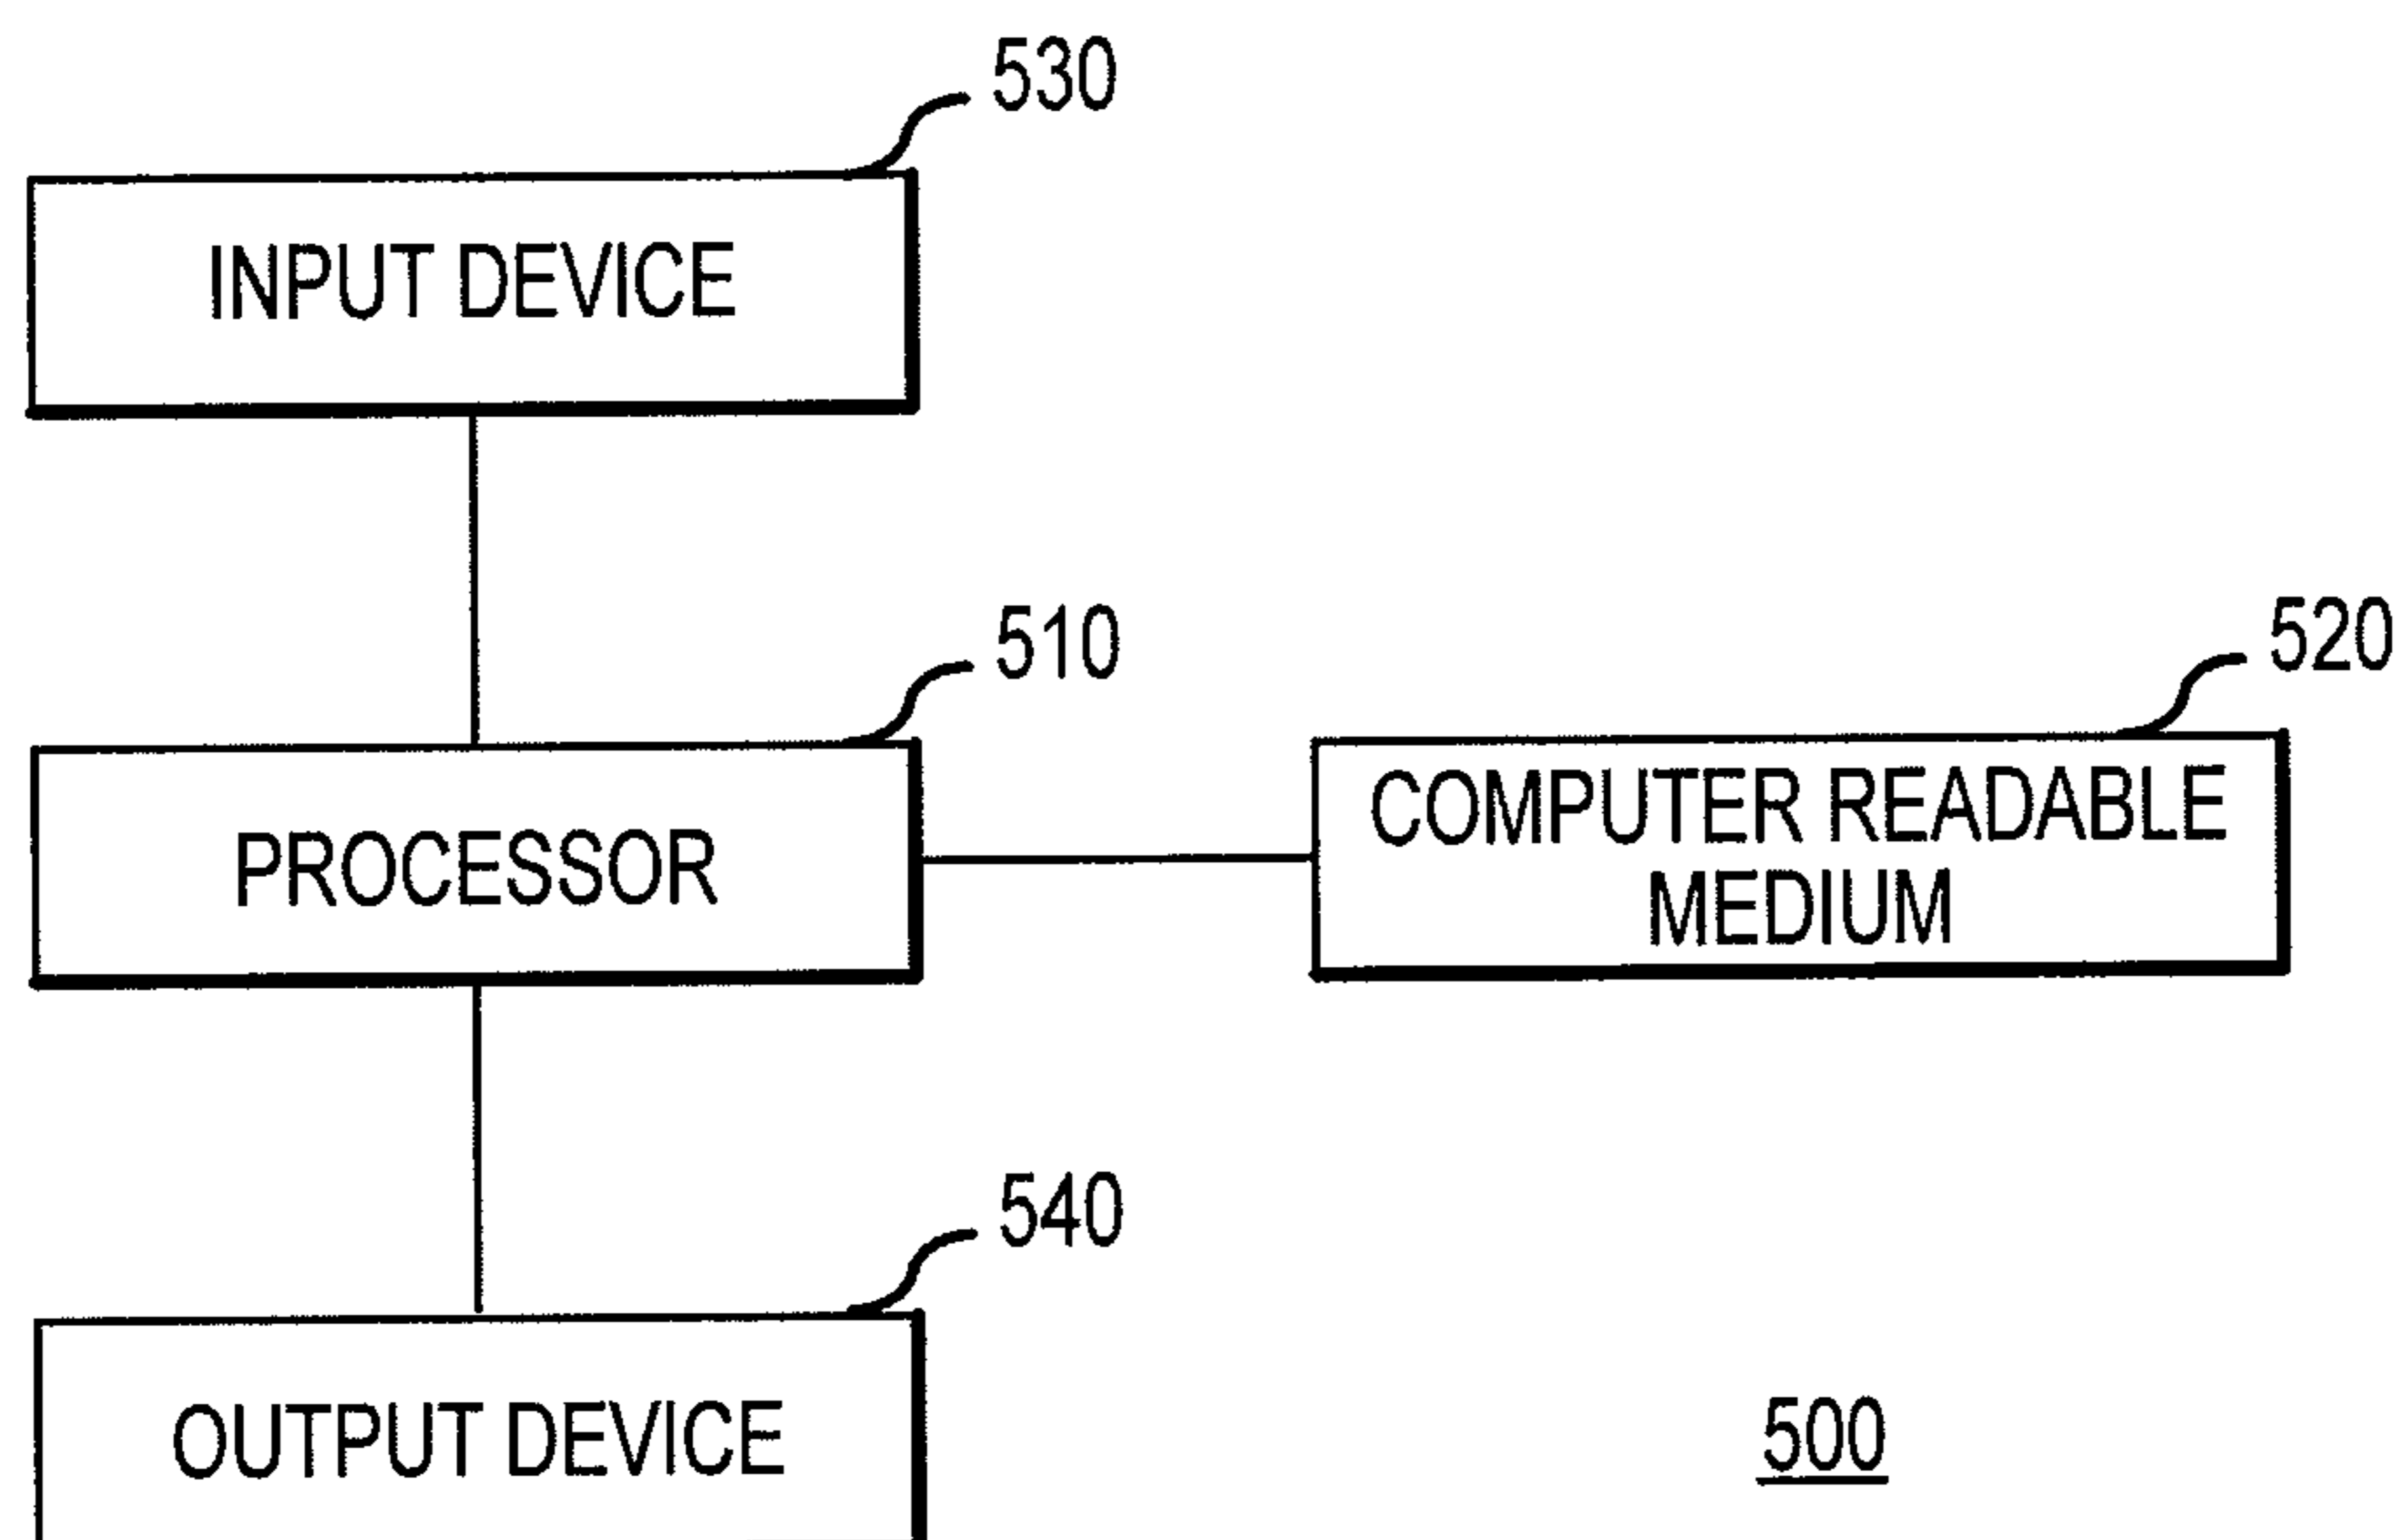 530
INPUT DEVICE
510
520
PROCESSOR
COMPUTER READABLE
MEDIUM
540
OUTPUT DEVICE
500